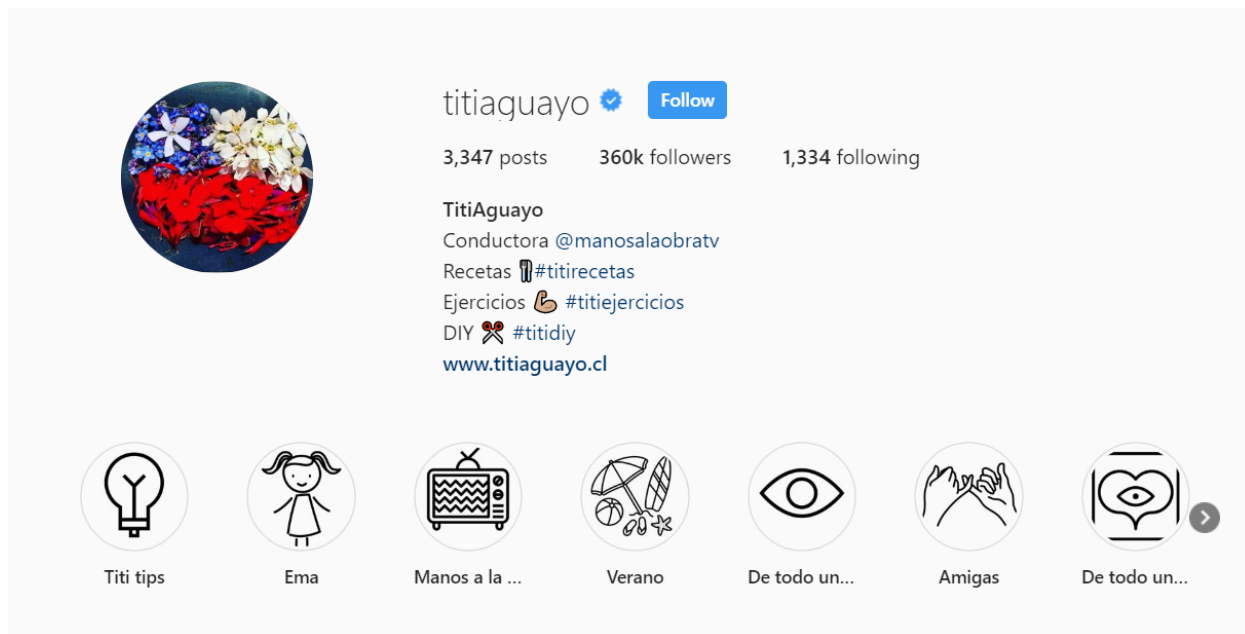 titiaguayo Follow
3,347 posts 360k followers 1,334 following
TitiAguayo
Conductora @manosalaobratv
Recetas 🍴#titirecetas
Ejercicios 💪 #titiejercicios
DIY ✂ #titidiy
www.titiaguayo.cl
Titi tips Ema Manos a la ... Verano De todo un... Amigas De todo un...